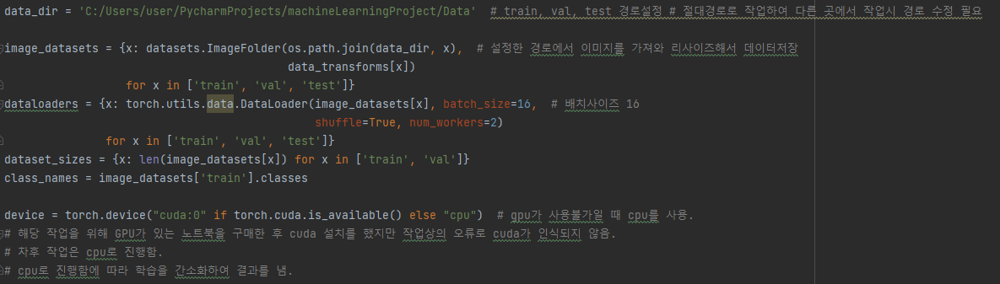 data_dir = 'C:/Users/user/PycharmProjects/machineLearningProject/Data'  # train, val, test 경로설정 # 절대경로로 작업하여 다른 곳에서 작업시 경로 수정 필요
image_datasets = {x: datasets.ImageFolder(os.path.join(data_dir, x),  # 설정한 경로에서 이미지를 가져와 리사이즈해서 데이터저장
data_transforms[x])
for x in ['train', 'val', 'test']}
dataloaders = {x: torch.utils.data.DataLoader(image_datasets[x], batch_size=16,  # 배치사이즈 16
shuffle=True, num_workers=2)
for x in ['train', 'val', 'test']}
dataset_sizes = {x: len(image_datasets[x]) for x in ['train', 'val']}
class_names = image_datasets['train'].classes
device = torch.device("cuda:0" if torch.cuda.is_available() else "cpu")  # gpu가 사용불가일 때 cpu를 사용.
# 해당 작업을 위해 GPU가 있는 노트북을 구매한 후 cuda 설치를 했지만 작업상의 오류로 cuda가 인식되지 않음.
# 차후 작업은 cpu로 진행함.
# cpu로 진행함에 따라 학습을 간소화하여 결과를 냄.